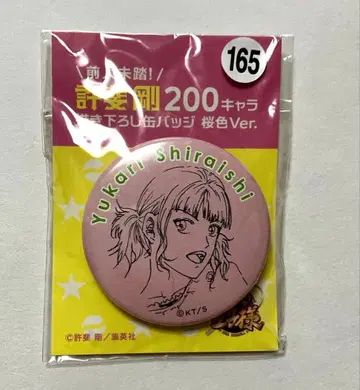 165
前人未踏!
許斐 剛 200キャラ
描き下ろし缶バッジ 桜色Ver.
Yukari Shiraishi
©KT/S
©許斐 剛/集英社